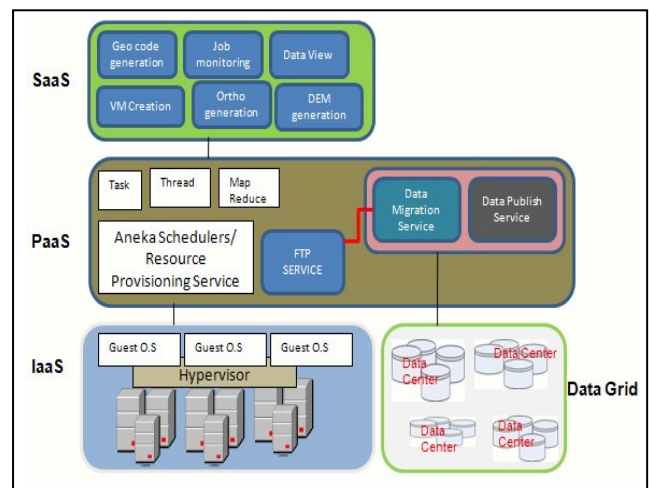 SaaS
Geo code
generation
Job
monitoring
Data View
VM Creation
Ortho
generation
DEM
generation
PaaS
Task
Thread
Map
Reduce
Aneka Schedulers/
Resource
Provisioning Service
FTP
SERVICE
Data
Migration
Service
Data Publish
Service
IaaS
Guest O.S
Guest O.S
Guest O.S
Hypervisor
Data
Center
Data Center
Data
Center
Data
Center
Data Grid